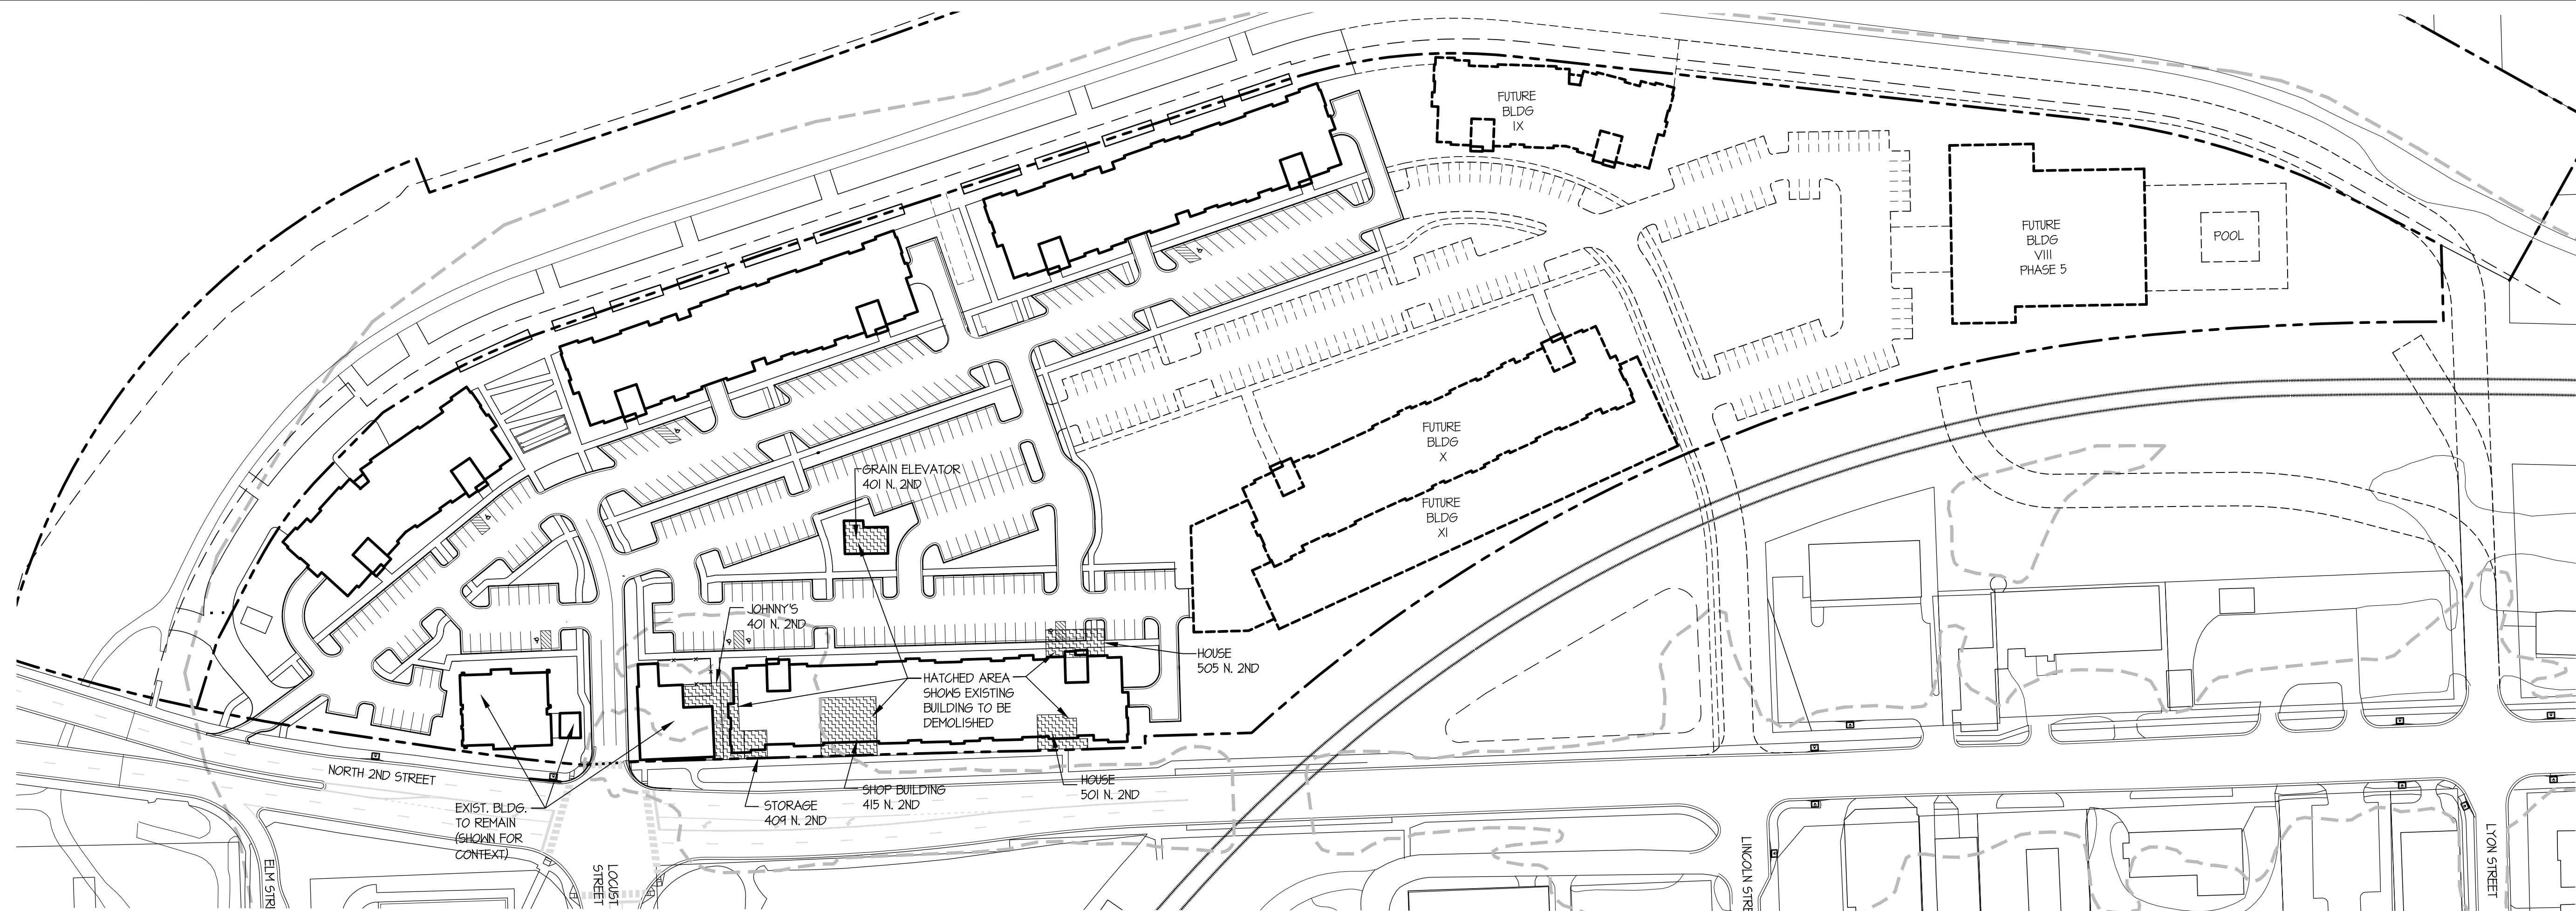 FUTURE
BLDG
IX
FUTURE
BLDG
VIII
PHASE 5
POOL
FUTURE
BLDG
X
FUTURE
BLDG
XI
GRAIN ELEVATOR
401 N. 2ND
JOHNNY'S
401 N. 2ND
HOUSE
505 N. 2ND
HATCHED AREA
SHOWS EXISTING
BUILDING TO BE
DEMOLISHED
NORTH 2ND STREET
HOUSE
501 N. 2ND
SHOP BUILDING
415 N. 2ND
STORAGE
409 N. 2ND
EXIST. BLDG.
TO REMAIN
(SHOWN FOR
CONTEXT)
ELM STR
LOCUST
STREET
LINCOLN STRE
LYON STREET